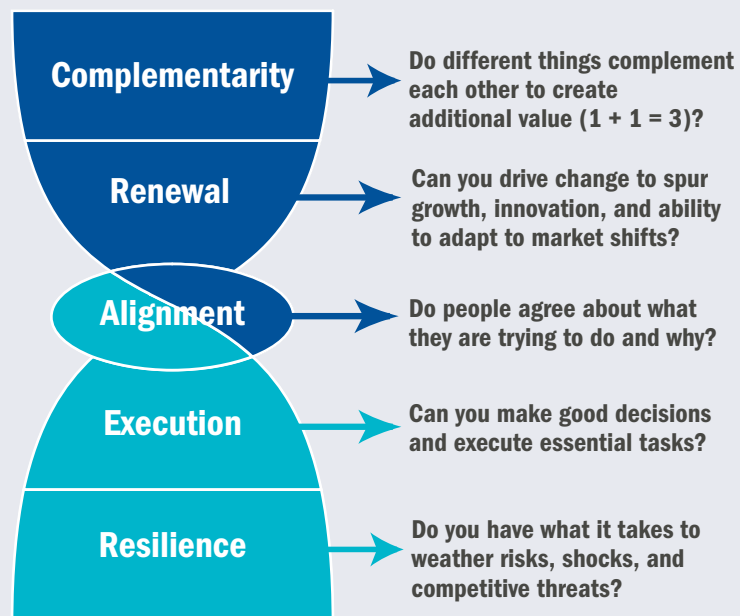 Complementarity
Do different things complement
each other to create
additional value (1 + 1 = 3)?
Renewal
Can you drive change to spur
growth, innovation, and ability
to adapt to market shifts?
Alignment
Do people agree about what
they are trying to do and why?
Execution
Can you make good decisions
and execute essential tasks?
Resilience
Do you have what it takes to
weather risks, shocks, and
competitive threats?